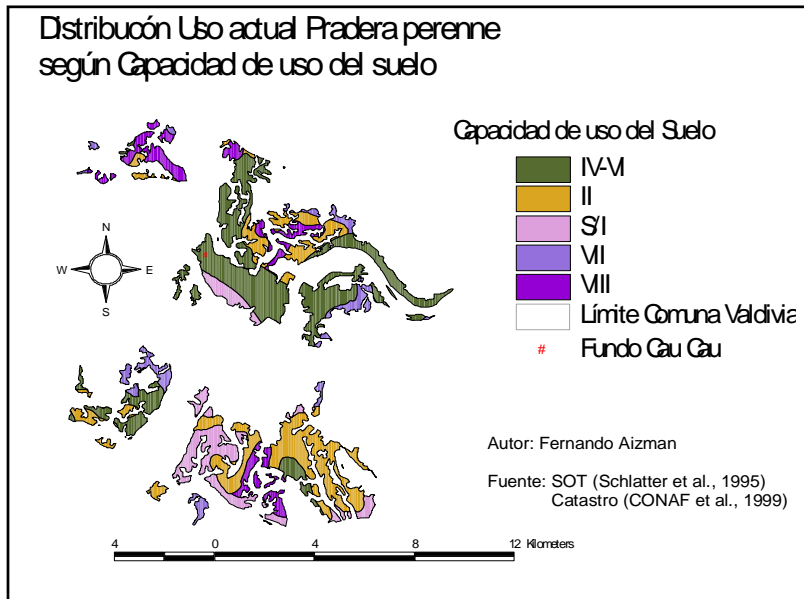 Distribucón Uso actual Pradera perenne
según Capacidad de uso del suelo
Capacidad de uso del Suelo
IV-VI
II
S/I
VII
VIII
Límite Comuna Valdivia
# Fundo Cau Cau
N
W E
S
#
Autor: Fernando Aizman
Fuente: SOT (Schlatter et al., 1995)
Catastro (CONAF et al., 1999)
4 0 4 8 12 Kilometers